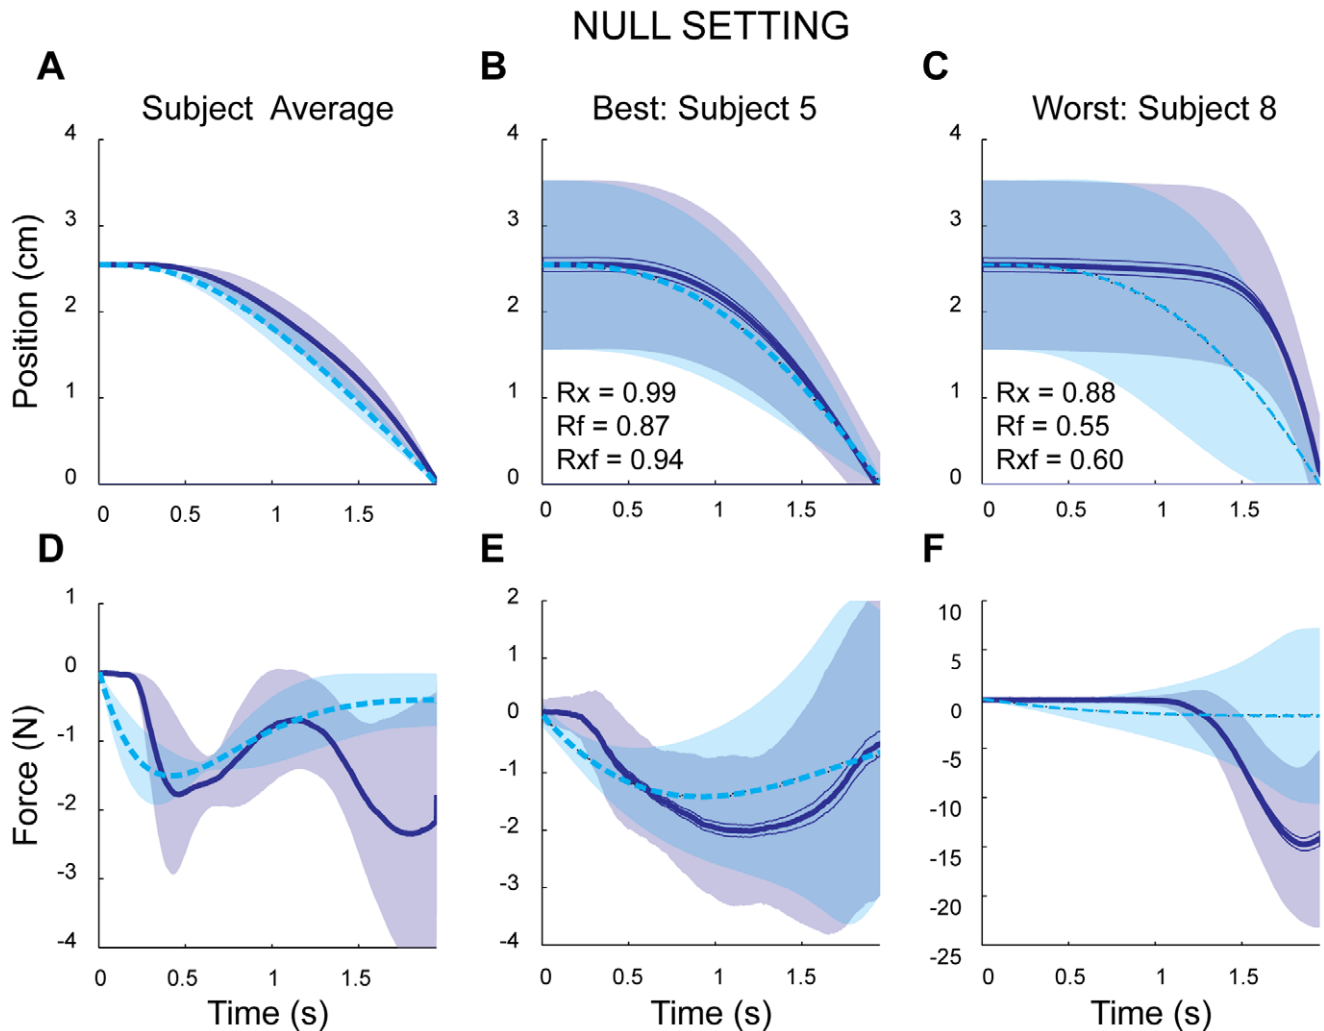 NULL SETTING
A
B
C
Subject Average
Best: Subject 5
Worst: Subject 8
Position (cm)
4
3
2
1
0
0 0.5 1 1.5
4
3
2
1
0
Rx = 0.99
Rf = 0.87
Rxf = 0.94
0 0.5 1 1.5
4
3
2
1
0
Rx = 0.88
Rf = 0.55
Rxf = 0.60
0 0.5 1 1.5
D
E
F
Force (N)
1
0
-1
-2
-3
-4
0 0.5 1 1.5
Time (s)
2
1
0
-1
-2
-3
-4
0 0.5 1 1.5
Time (s)
10
5
0
-5
-10
-15
-20
-25
0 0.5 1 1.5
Time (s)